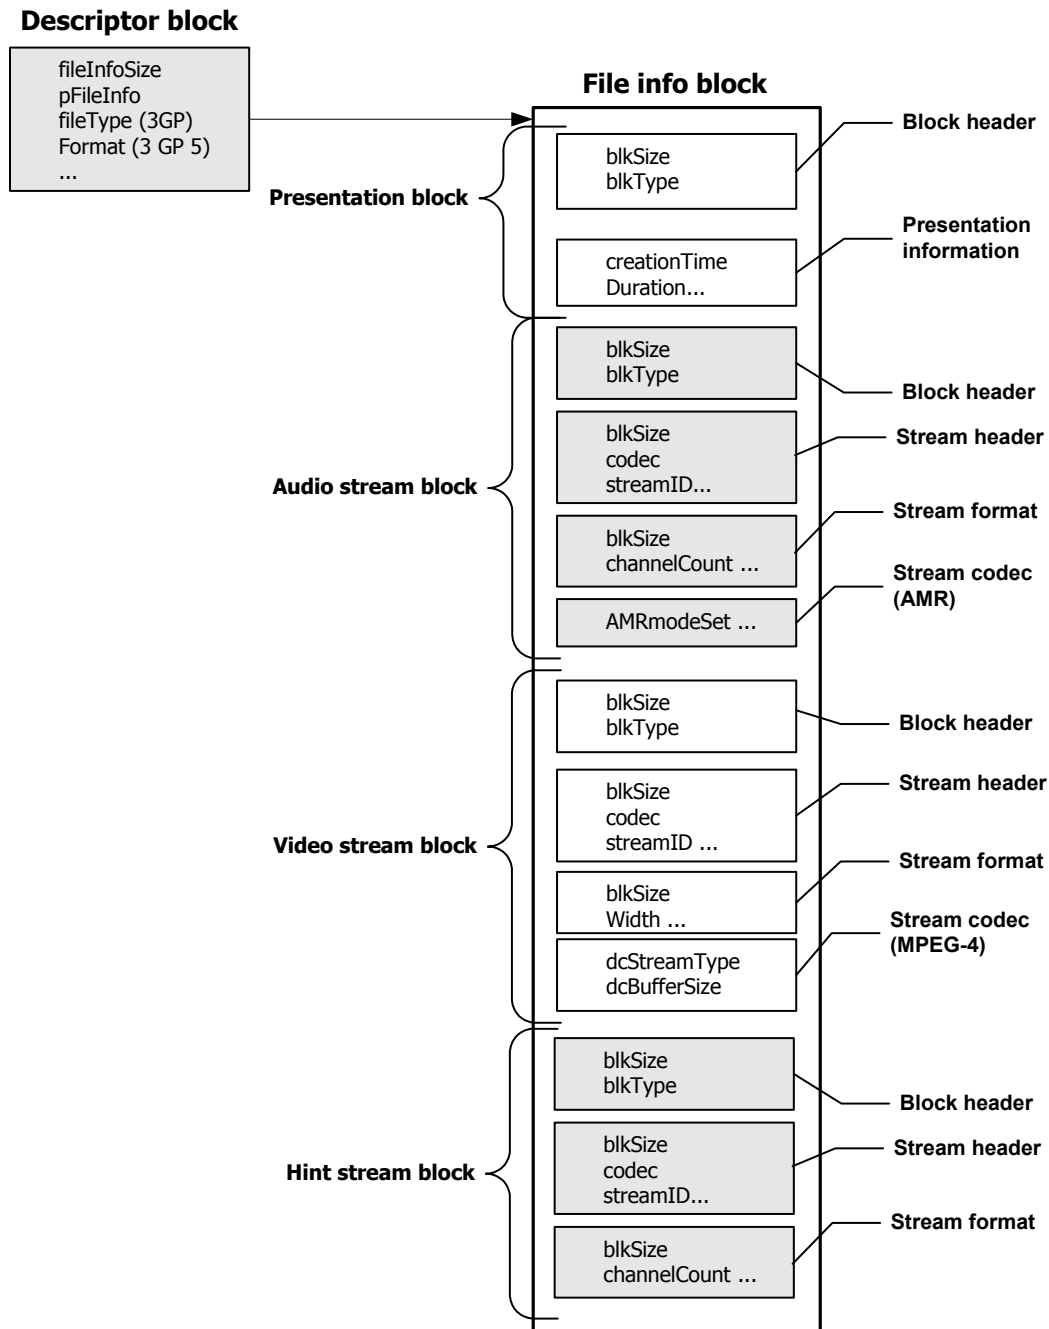 Descriptor block
fileInfoSize
pFileInfo
fileType (3GP)
Format (3 GP 5)
...
File info block
Presentation block
blkSize
blkType
Block header
creationTime
Duration...
Presentation
information
Audio stream block
blkSize
blkType
Block header
blkSize
codec
streamID...
Stream header
blkSize
channelCount ...
Stream format
AMRmodeSet ...
Stream codec
(AMR)
Video stream block
blkSize
blkType
Block header
blkSize
codec
streamID ...
Stream header
blkSize
Width ...
Stream format
dcStreamType
dcBufferSize
Stream codec
(MPEG-4)
Hint stream block
blkSize
blkType
Block header
blkSize
codec
streamID...
Stream header
blkSize
channelCount ...
Stream format